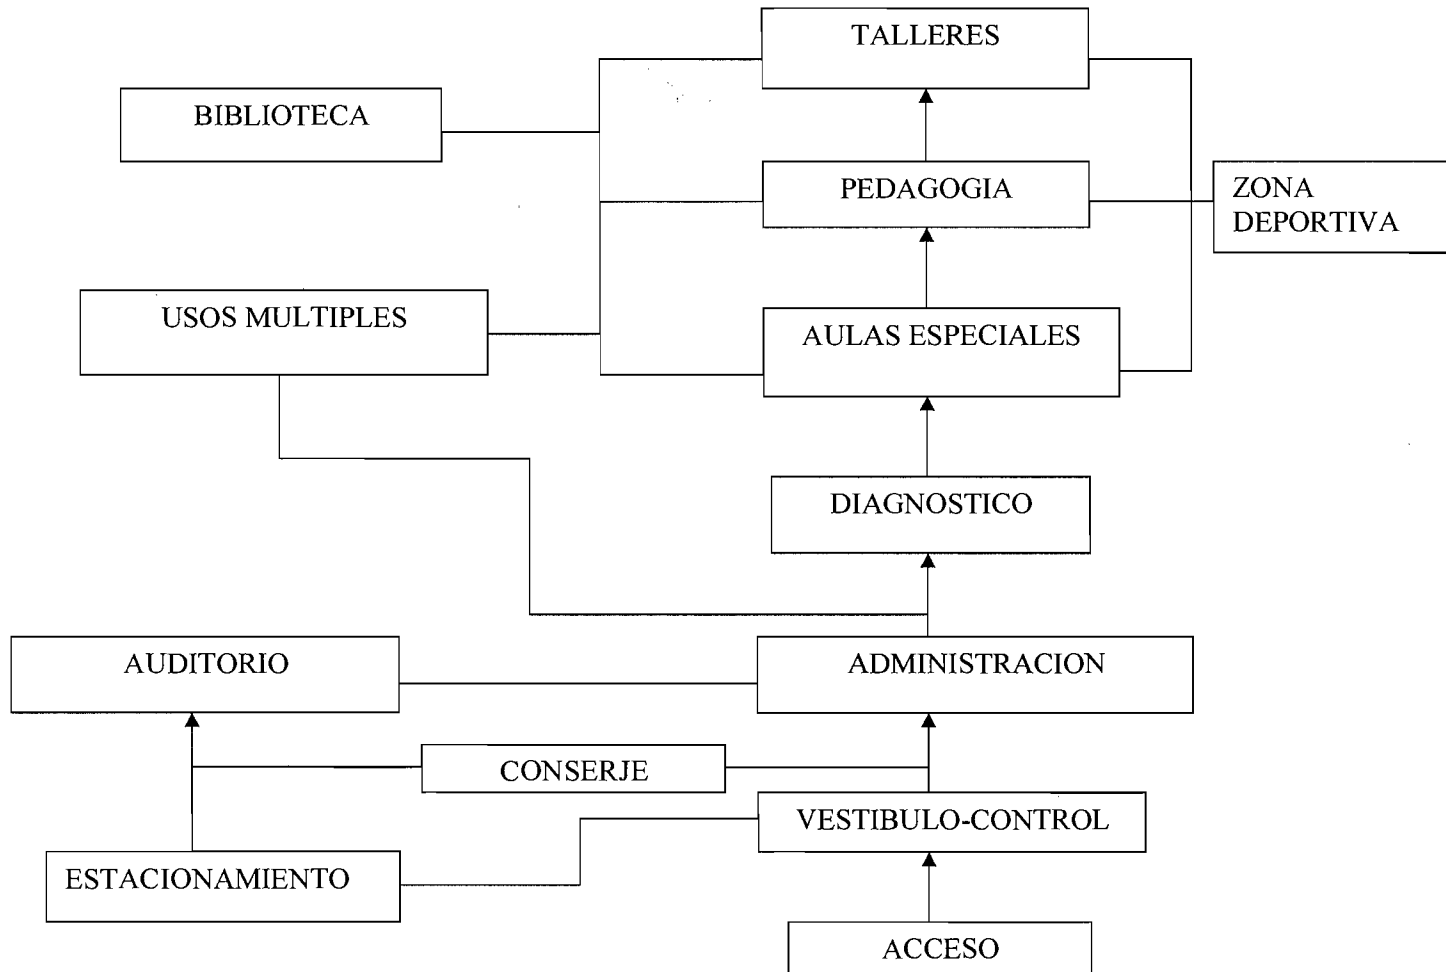 TALLERES
BIBLIOTECA
PEDAGOGIA
ZONA
DEPORTIVA
USOS MULTIPLES
AULAS ESPECIALES
DIAGNOSTICO
AUDITORIO
ADMINISTRACION
CONSERJE
VESTIBULO-CONTROL
ESTACIONAMIENTO
ACCESO